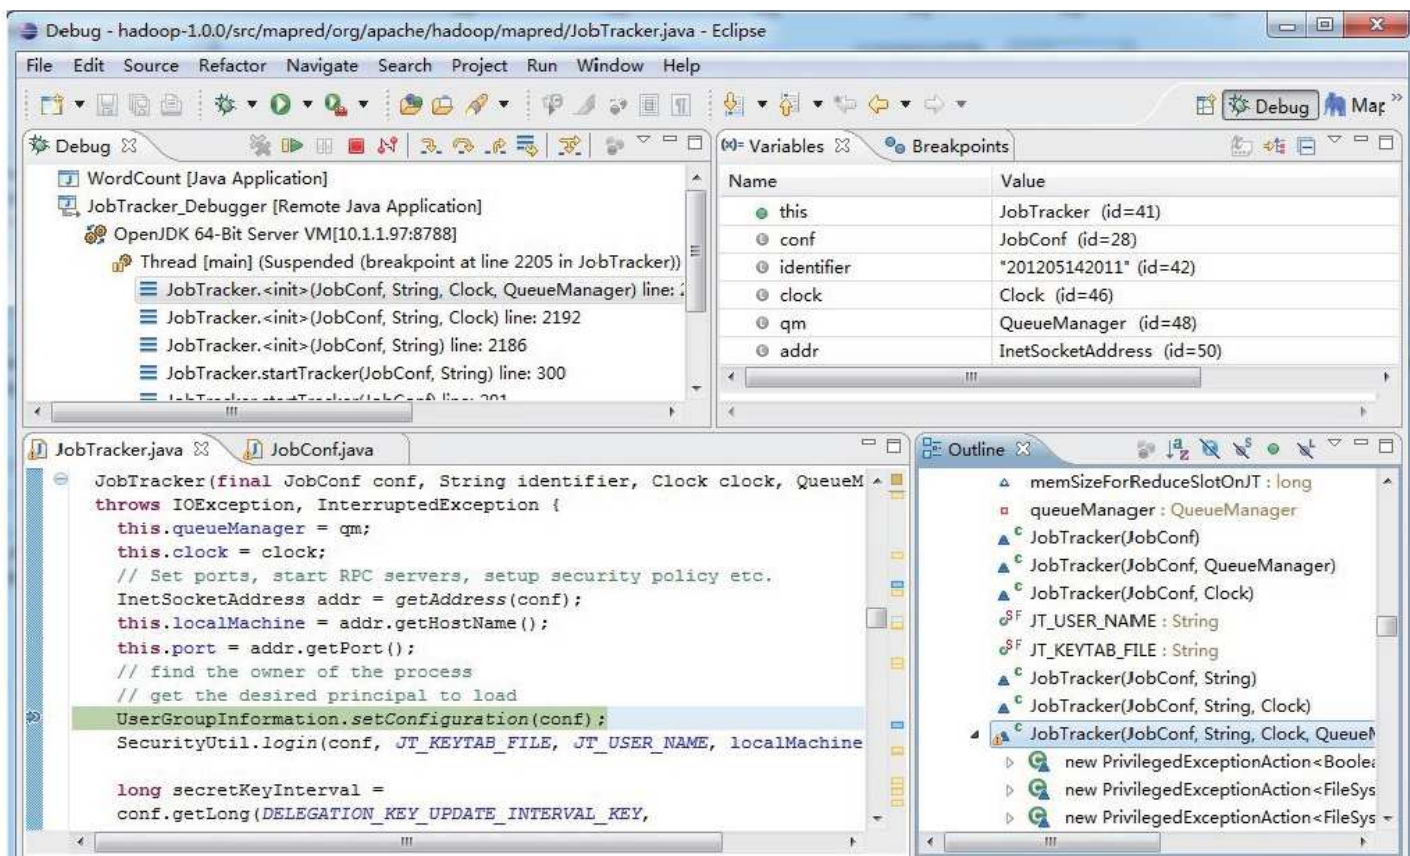 Debug - hadoop-1.0.0/src/mapred/org/apache/hadoop/mapred/JobTracker.java - Eclipse
File Edit Source Refactor Navigate Search Project Run Window Help
Debug Map
Debug
WordCount [Java Application]
JobTracker_Debugger [Remote Java Application]
OpenJDK 64-Bit Server VM[10.1.1.97:8788]
Thread [main] (Suspended (breakpoint at line 2205 in JobTracker))
JobTracker.<init>(JobConf, String, Clock, QueueManager) line:
JobTracker.<init>(JobConf, String, Clock) line: 2192
JobTracker.<init>(JobConf, String) line: 2186
JobTracker.startTracker(JobConf, String) line: 300
JobTracker.startTracker(JobConf) line: 291
(x)= Variables Breakpoints
Name Value
this JobTracker (id=41)
conf JobConf (id=28)
identifier "201205142011" (id=42)
clock Clock (id=46)
qm QueueManager (id=48)
addr InetSocketAddress (id=50)
JobTracker.java JobConf.java
JobTracker(final JobConf conf, String identifier, Clock clock, QueueM
throws IOException, InterruptedException {
this.queueManager = qm;
this.clock = clock;
// Set ports, start RPC servers, setup security policy etc.
InetSocketAddress addr = getAddress(conf);
this.localMachine = addr.getHostName();
this.port = addr.getPort();
// find the owner of the process
// get the desired principal to load
UserGroupInformation.setConfiguration(conf);
SecurityUtil.login(conf, JT_KEYTAB_FILE, JT_USER_NAME, localMachine
long secretKeyInterval =
conf.getLong(DELEGATION_KEY_UPDATE_INTERVAL_KEY,
Outline
memSizeForReduceSlotOnJT : long
queueManager : QueueManager
JobTracker(JobConf)
JobTracker(JobConf, QueueManager)
JobTracker(JobConf, Clock)
JT_USER_NAME : String
JT_KEYTAB_FILE : String
JobTracker(JobConf, String)
JobTracker(JobConf, String, Clock)
JobTracker(JobConf, String, Clock, QueueM
new PrivilegedExceptionAction<Boolea
new PrivilegedExceptionAction<FileSys
new PrivilegedExceptionAction<FileSys